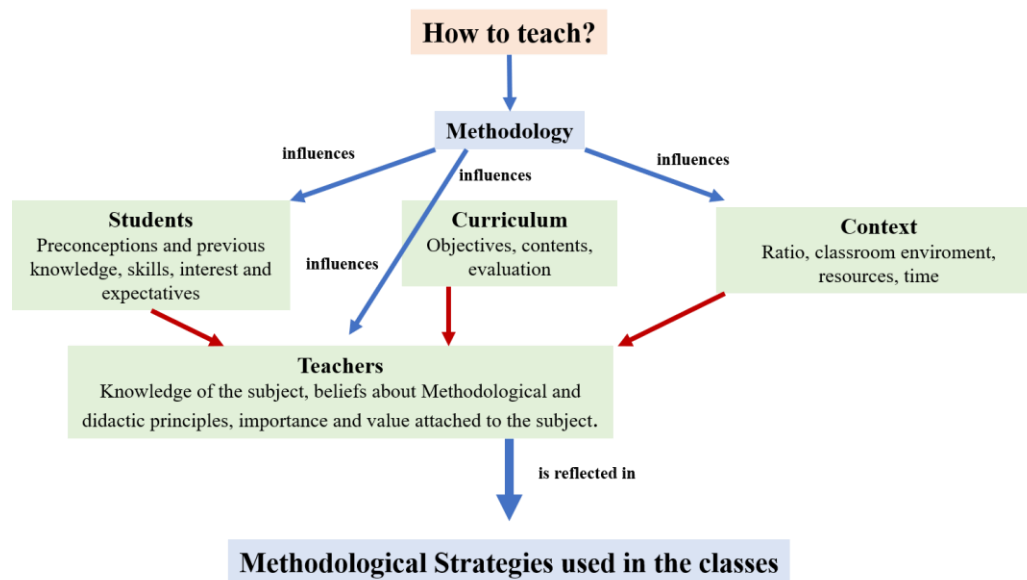 How to teach?
Methodology
influences
influences
influences
Students
Preconceptions and previous
knowledge, skills, interest and
expectatives
Curriculum
Objectives, contents,
evaluation
Context
Ratio, classroom enviroment,
resources, time
influences
Teachers
Knowledge of the subject, beliefs about Methodological and
didactic principles, importance and value attached to the subject.
is reflected in
Methodological Strategies used in the classes